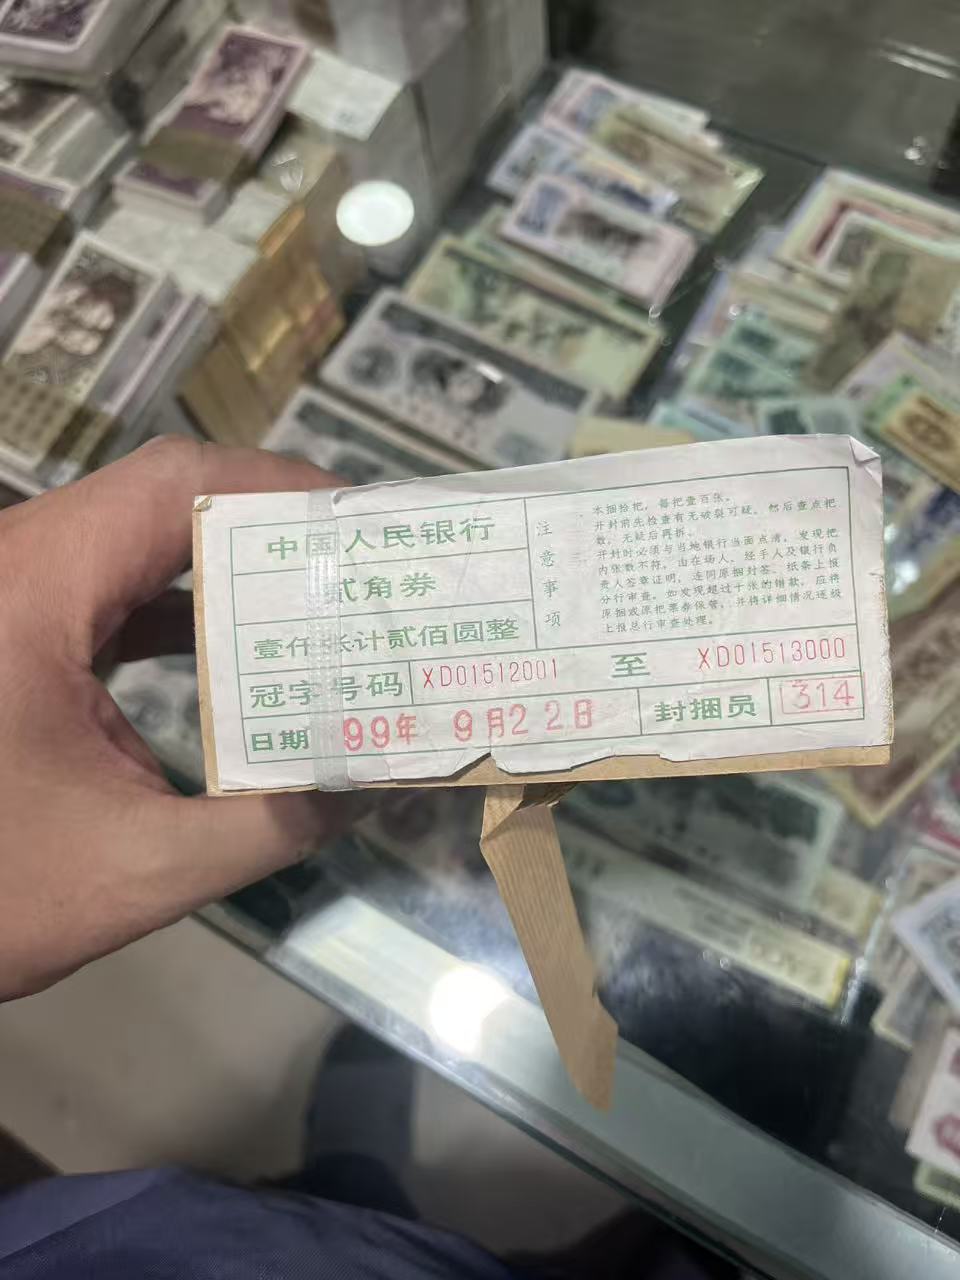 中国人民银行
贰角券
壹仟张计贰佰圆整
注意事项
一、本捆拾把，每把壹百张。
二、开封前先检查有无破裂可疑。然后查点把
数，无疑后再拆。
三、开封时必须与当地银行当面点清，发现把
内张数不符，由在场人、经手人及银行负
责人签章证明，连同原捆封签、纸条上报
分行审查。如发现超过十张的错款，应将
原捆或原把票券保管，并将详细情况逐级
上报总行审查处理。
冠字号码 XD01512001 至 XD01513000
日期 99年 9月22日 封捆员 314